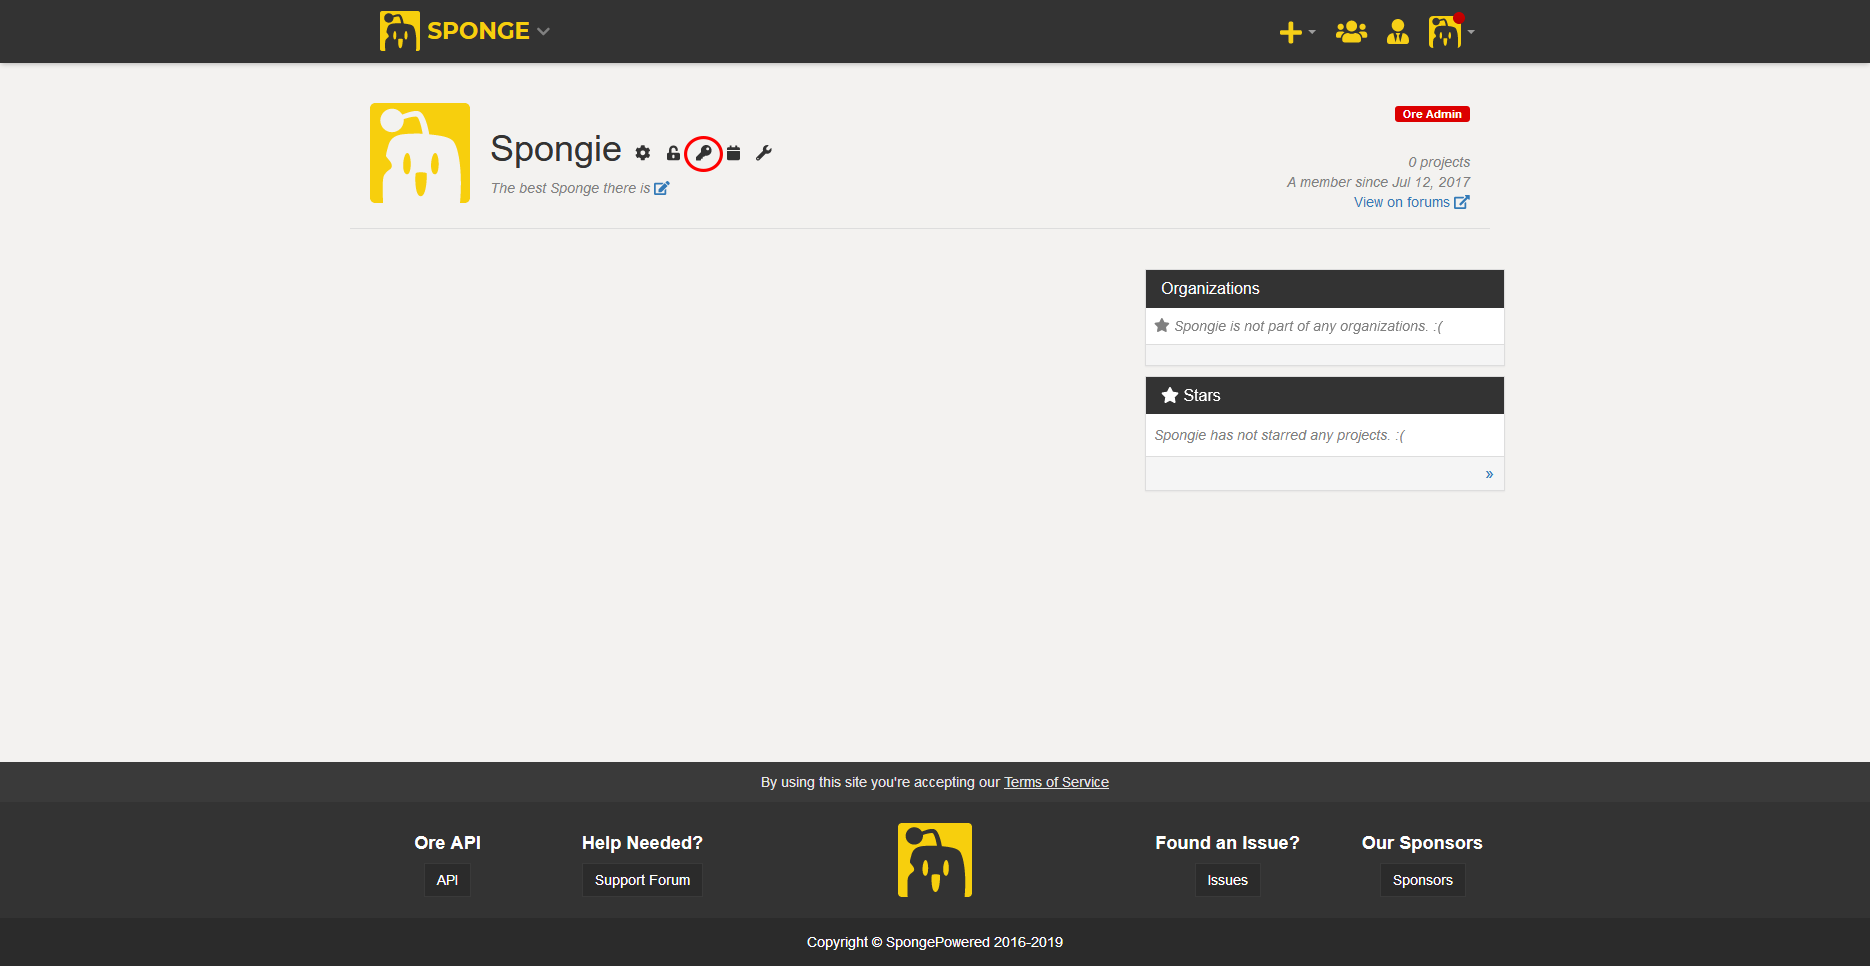 SPONGE
Ore Admin
Spongie
0 projects
The best Sponge there is
A member since Jul 12, 2017
View on forums
Organizations
Spongie is not part of any organizations. :(
Stars
Spongie has not starred any projects. :(
»
By using this site you're accepting our Terms of Service
Ore API
API
Help Needed?
Support Forum
Found an Issue?
Issues
Our Sponsors
Sponsors
Copyright © SpongePowered 2016-2019